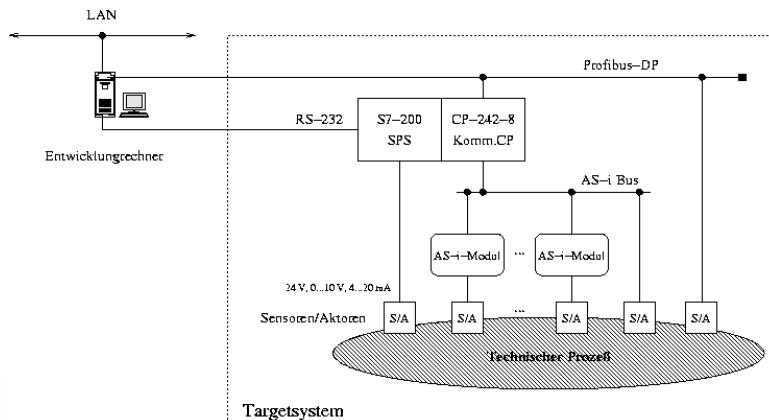 LAN
Profibus-DP
RS-232
S7-200
SPS
CP-242-8
Komm.CP
Entwicklungrechner
AS-i Bus
AS-i-Modul
...
AS-i-Modul
24 V, 0...10 V, 4...20 mA
Sensoren/Aktoren
S/A
S/A
...
S/A
S/A
S/A
Technischer Prozeß
Targetsystem